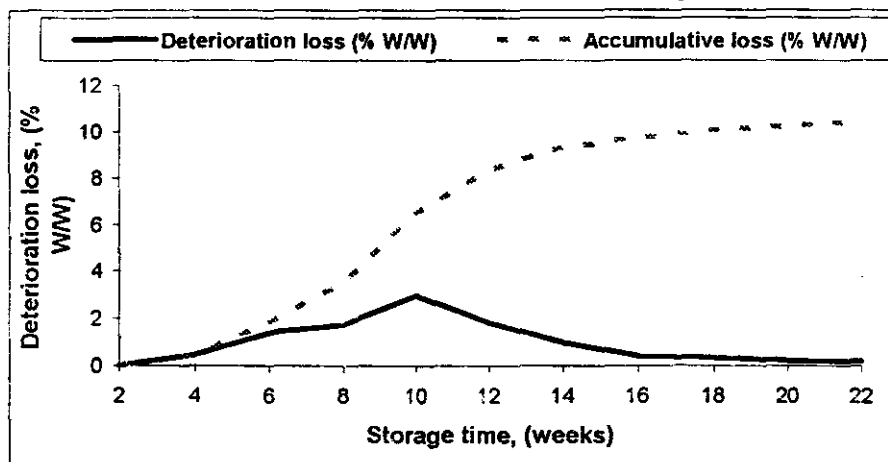 Deterioration loss (% W/W) Accumulative loss (% W/W)
Deterioration loss, (%
W/W)
12
10
8
6
4
2
0
2 4 6 8 10 12 14 16 18 20 22
Storage time, (weeks)